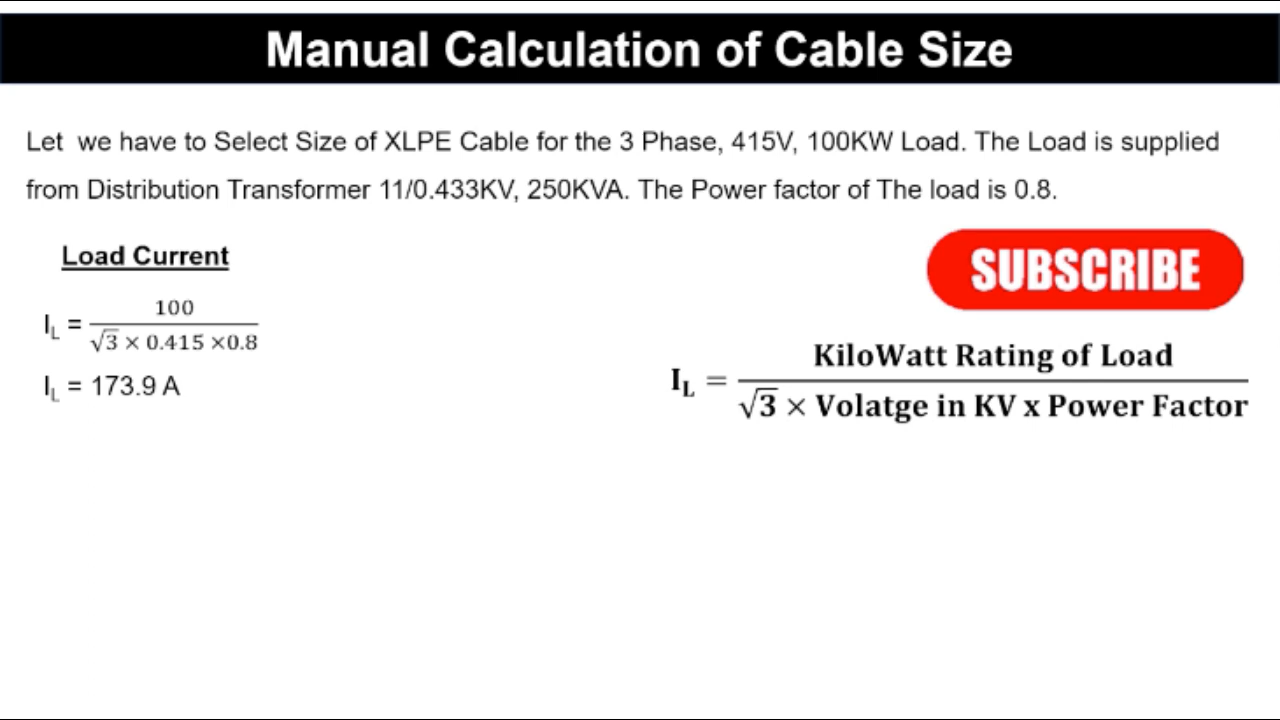 Manual Calculation of Cable Size
Let we have to Select Size of XLPE Cable for the 3 Phase, 415V, 100KW Load. The Load is supplied
from Distribution Transformer 11/0.433KV, 250KVA. The Power factor of The load is 0.8.
Load Current
SUBSCRIBE
I_L = 100 / (√3 × 0.415 ×0.8)
I_L = 173.9 A
I_L = KiloWatt Rating of Load / (√3 × Volatge in KV x Power Factor)